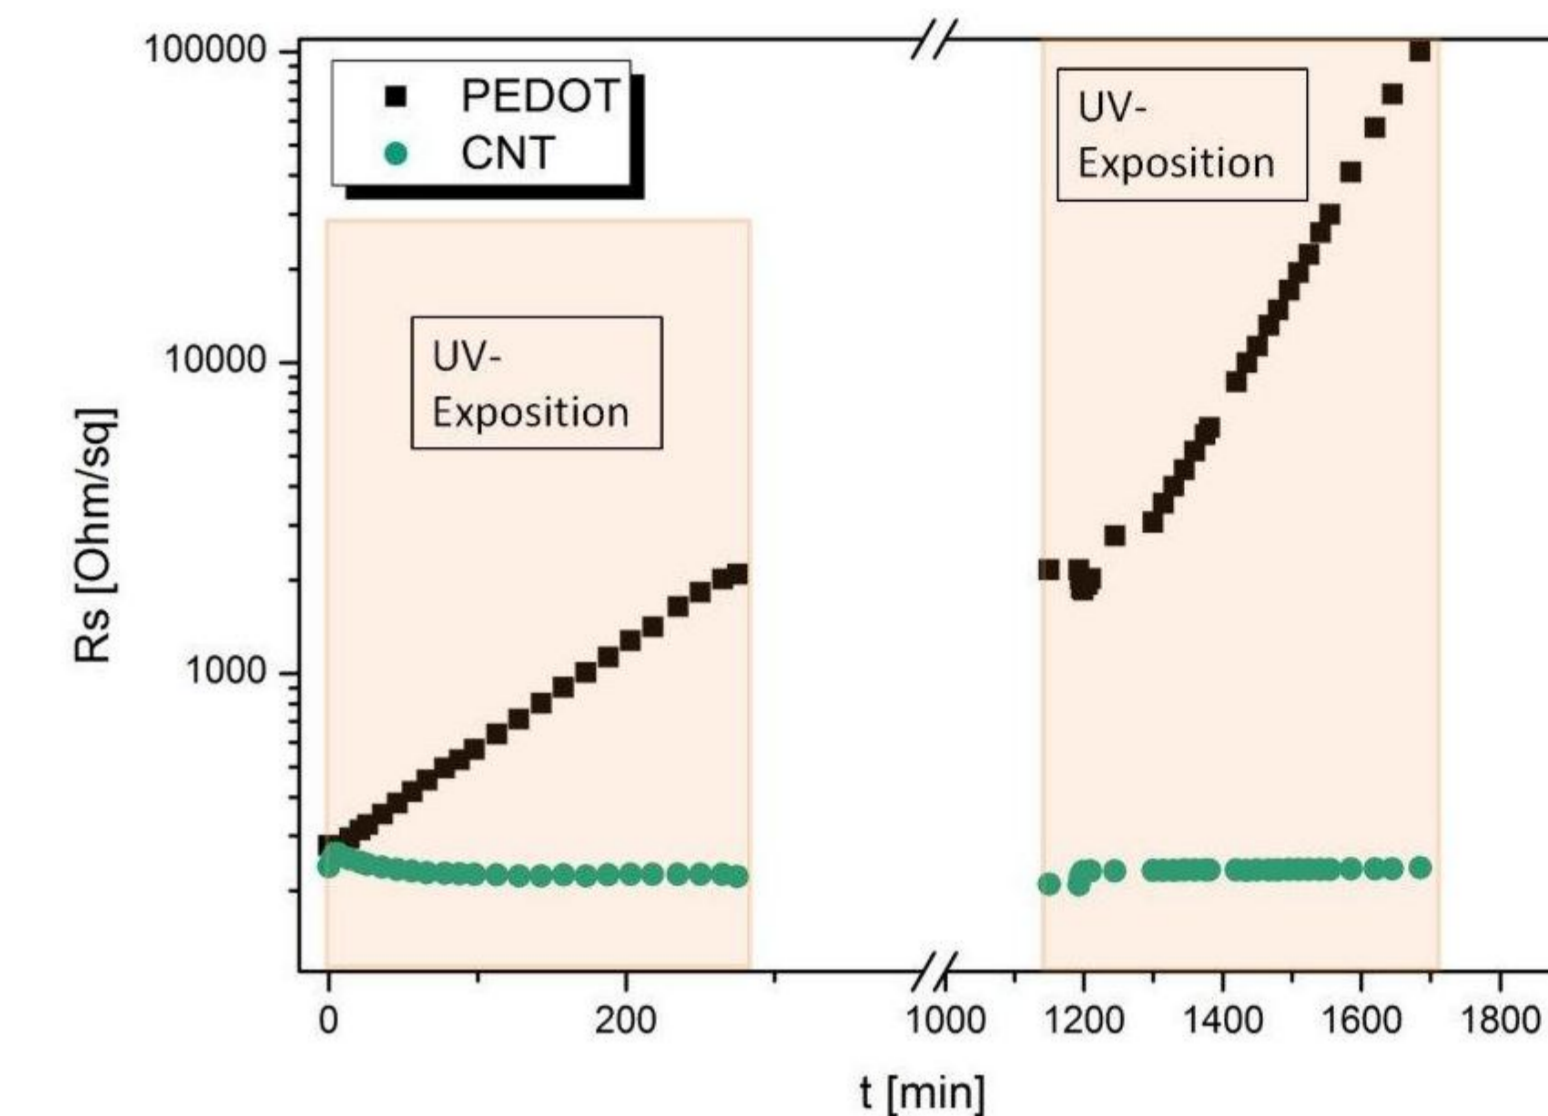 100000
10000
1000
Rs [Ohm/sq]
PEDOT
CNT
UV-
Exposition
UV-
Exposition
0 200 1000 1200 1400 1600 1800
t [min]